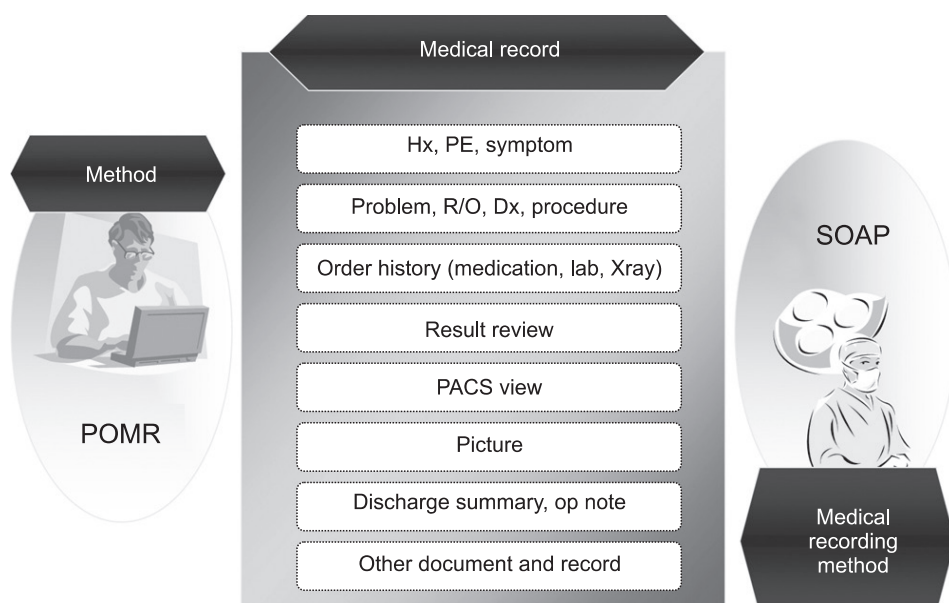 Medical record
Method
POMR
Hx, PE, symptom
Problem, R/O, Dx, procedure
Order history (medication, lab, Xray)
Result review
PACS view
Picture
Discharge summary, op note
Other document and record
SOAP
Medical
recording
method